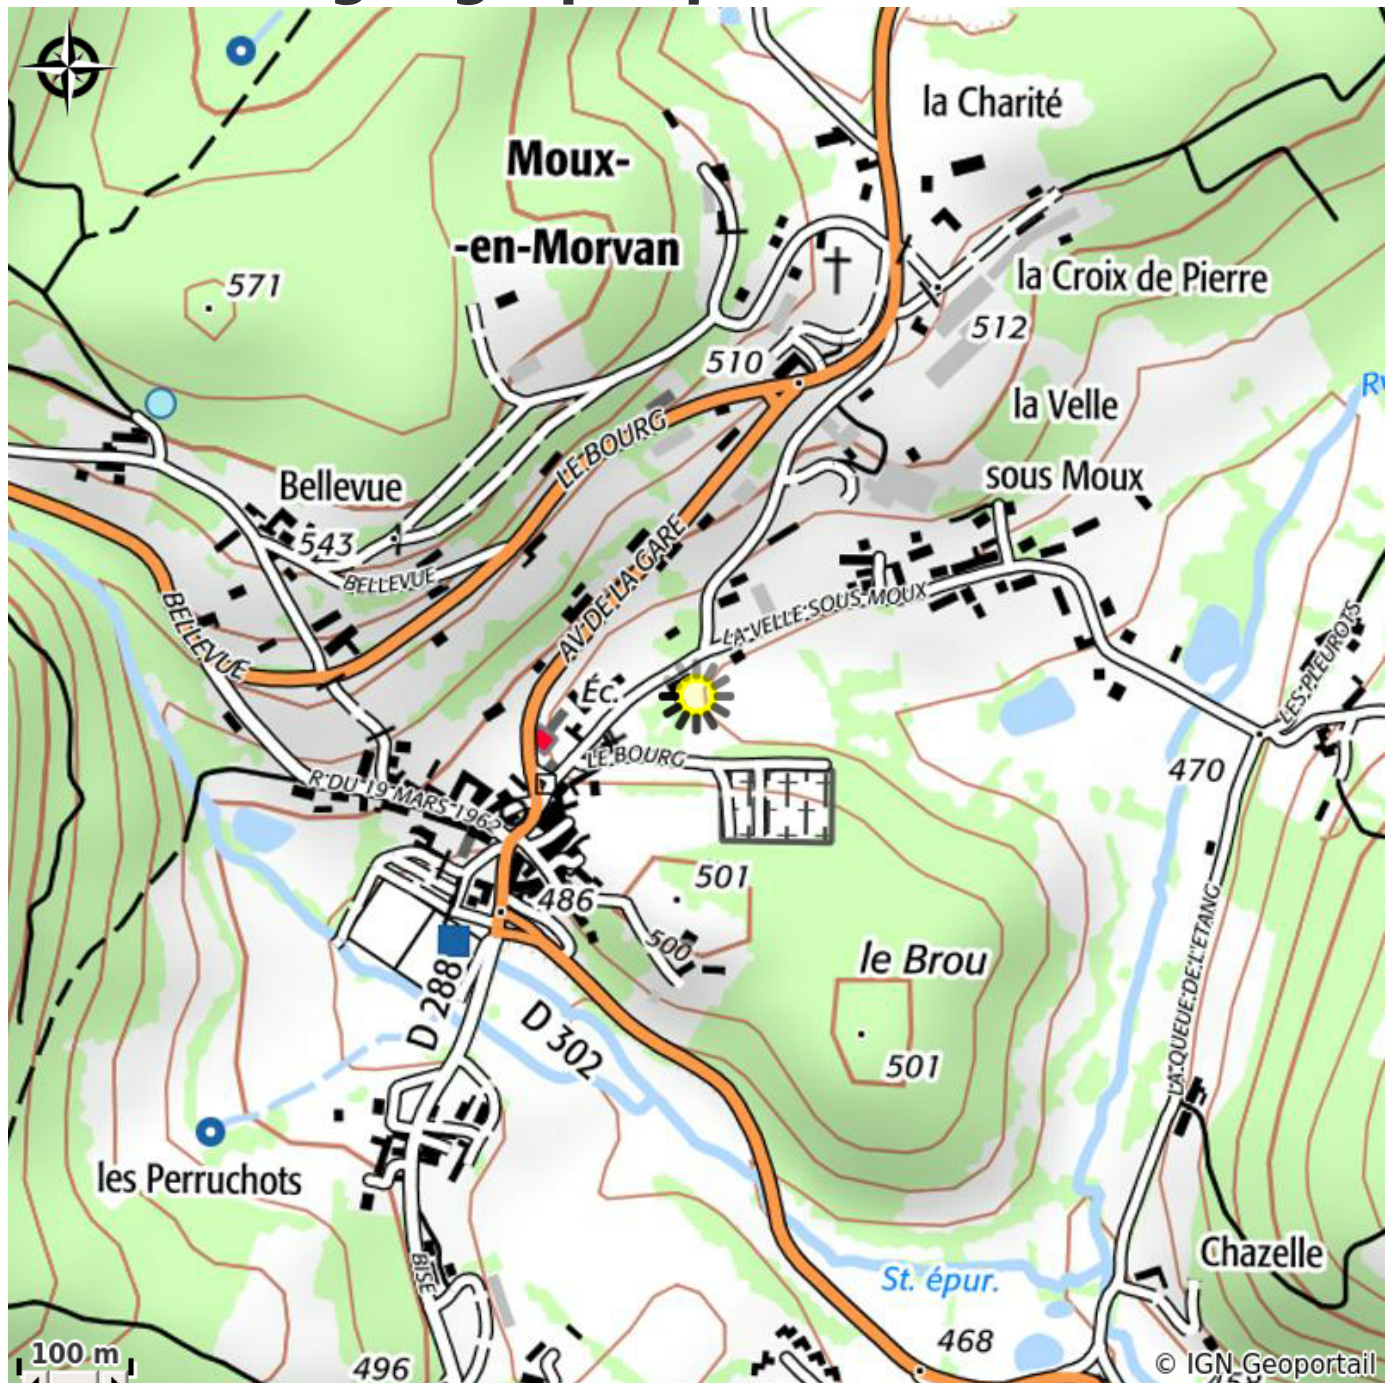 la Charité
Moux-
-en-Morvan
la Croix de Pierre
571
512
510
la Velle
sous Moux
LE BOURG
Bellevue
543
BELLEVUE
AV DE LA GARE
LA VELLE SOUS MOUX
BELLEVUE
LES PLEUROTS
Éc.
LE BOURG
470
R DU 19 MARS 1962
501
486
500
le Brou
D 288
D 302
501
LA QUEUE DE L'ETANG
les Perruchots
Chazelle
BISE
St. épur.
468
496
100 m
© IGN Geoportail